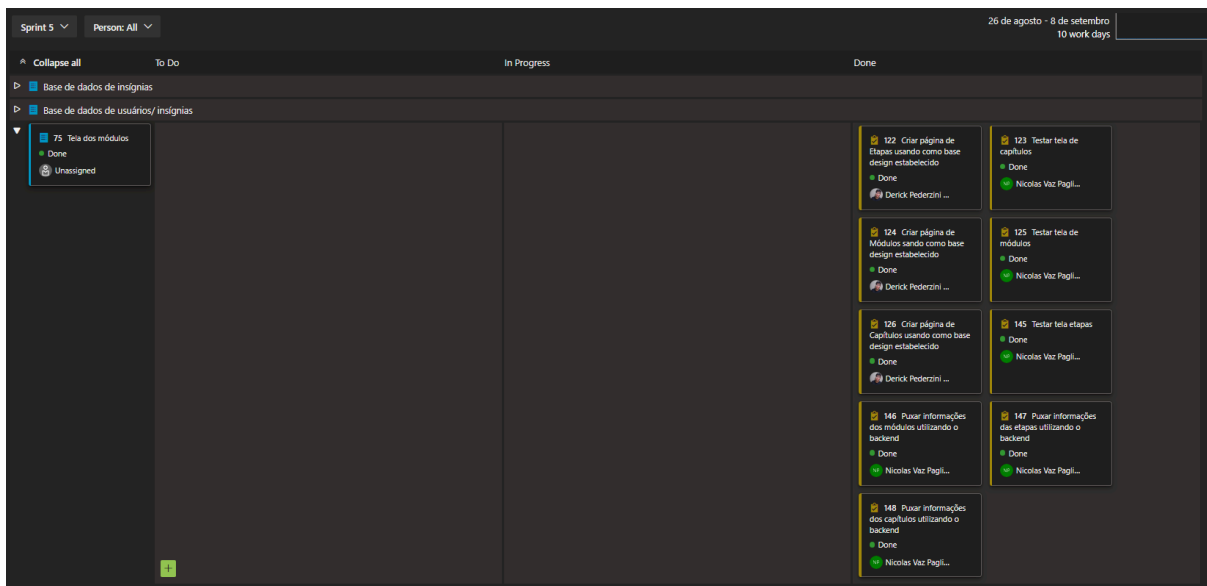 Sprint 5
Person: All
26 de agosto - 8 de setembro
10 work days
Collapse all
To Do
In Progress
Done
Base de dados de insígnias
Base de dados de usuários/ insígnias
75 Tela dos módulos
Done
Unassigned
122 Criar página de
Etapas usando como base
design estabelecido
Done
Derick Pederzini ...
123 Testar tela de
capítulos
Done
NP
Nicolas Vaz Pagli...
124 Criar página de
Módulos sando como base
design estabelecido
Done
Derick Pederzini ...
125 Testar tela de
módulos
Done
NP
Nicolas Vaz Pagli...
126 Criar página de
Capítulos usando como base
design estabelecido
Done
Derick Pederzini ...
145 Testar tela etapas
Done
NP
Nicolas Vaz Pagli...
146 Puxar informações
dos módulos utilizando o
backend
Done
NP
Nicolas Vaz Pagli...
147 Puxar informações
das etapas utilizando o
backend
Done
NP
Nicolas Vaz Pagli...
148 Puxar informações
dos capítulos utilizando o
backend
Done
NP
Nicolas Vaz Pagli...